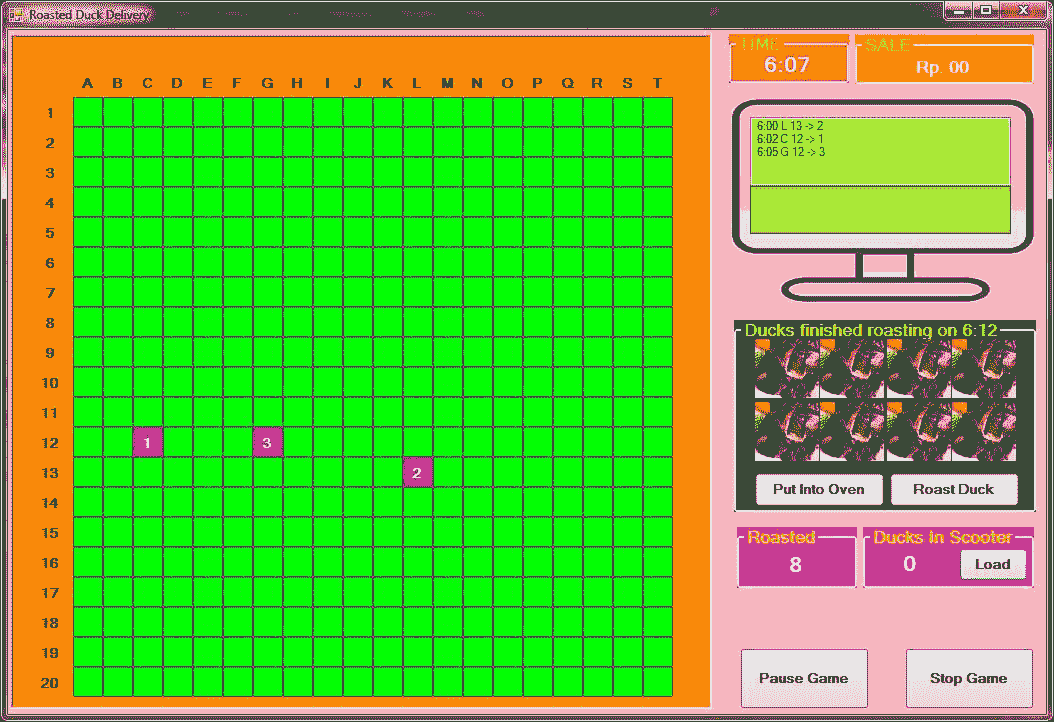 Roasted Duck Delivery
TIME
6:07
SALE
Rp. 00
A B C D E F G H I J K L M N O P Q R S T
1
2
3
4
5
6
7
8
9
10
11
12 1 3
13 2
14
15
16
17
18
19
20
6:00 L 13 -> 2
6:02 C 12 -> 1
6:05 G 12 -> 3
Ducks finished roasting on 6:12
Put Into Oven
Roast Duck
Roasted
8
Ducks In Scooter
0
Load
Pause Game
Stop Game